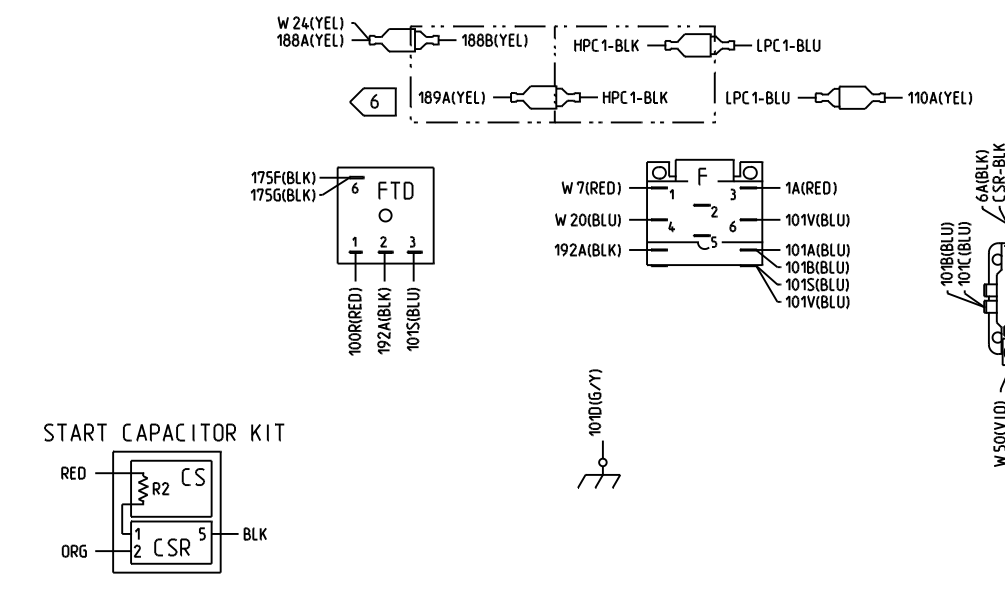 W 24(YEL)
188A(YEL)
188B(YEL)
HPC1-BLK
LPC1-BLU
6
189A(YEL)
HPC1-BLK
LPC1-BLU
110A(YEL)
175F(BLK)
175G(BLK)
6
FTD
1
2
3
100R(RED)
192A(BLK)
101S(BLU)
F
W 7(RED)
1
3
1A(RED)
2
W 20(BLU)
4
6
101V(BLU)
5
192A(BLK)
101A(BLU)
101B(BLU)
101S(BLU)
101V(BLU)
6A(BLK)
CSR-BLK
101B(BLU)
101C(BLU)
W 50(VIO)
101D(G/Y)
START CAPACITOR KIT
RED
CS
R2
1
5
BLK
ORG
2
CSR